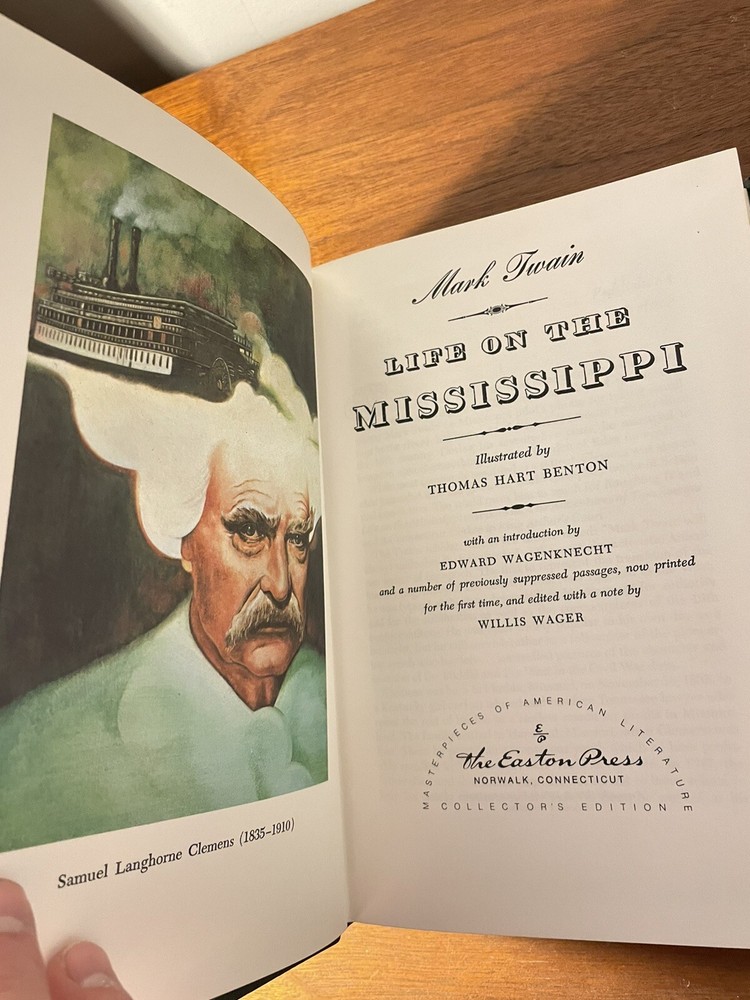 Samuel Langhorne Clemens (1835–1910)
Mark Twain
LIFE ON THE
MISSISSIPPI
Illustrated by
THOMAS HART BENTON
with an introduction by
EDWARD WAGENKNECHT
and a number of previously suppressed passages, now printed
for the first time, and edited with a note by
WILLIS WAGER
MASTERPIECES OF AMERICAN LITERATURE
E
P
The Easton Press
NORWALK, CONNECTICUT
COLLECTOR'S EDITION